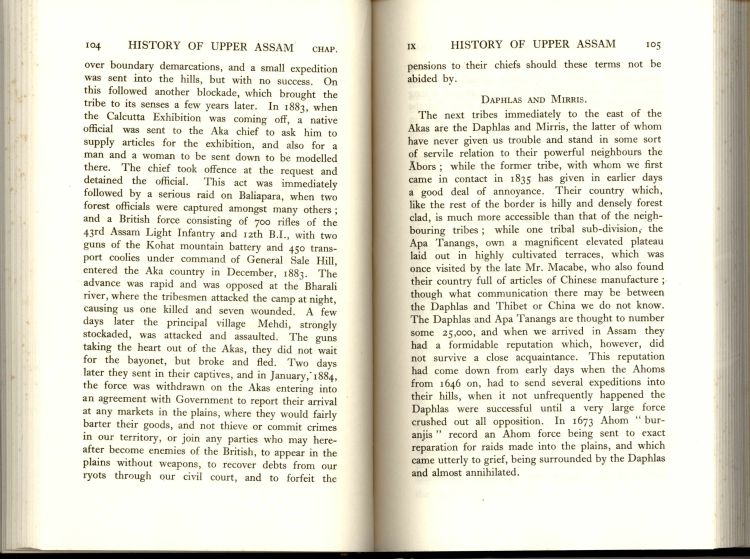 104 HISTORY OF UPPER ASSAM CHAP.
over boundary demarcations, and a small expedition
was sent into the hills, but with no success. On
this followed another blockade, which brought the
tribe to its senses a few years later. In 1883, when
the Calcutta Exhibition was coming off, a native
official was sent to the Aka chief to ask him to
supply articles for the exhibition, and also for a
man and a woman to be sent down to be modelled
there. The chief took offence at the request and
detained the official. This act was immediately
followed by a serious raid on Baliapara, when two
forest officials were captured amongst many others ;
and a British force consisting of 700 rifles of the
43rd Assam Light Infantry and 12th B.I., with two
guns of the Kohat mountain battery and 450 trans-
port coolies under command of General Sale Hill,
entered the Aka country in December, 1883. The
advance was rapid and was opposed at the Bharali
river, where the tribesmen attacked the camp at night,
causing us one killed and seven wounded. A few
days later the principal village Mehdi, strongly
stockaded, was attacked and assaulted. The guns
taking the heart out of the Akas, they did not wait
for the bayonet, but broke and fled. Two days
later they sent in their captives, and in January, 1884,
the force was withdrawn on the Akas entering into
an agreement with Government to report their arrival
at any markets in the plains, where they would fairly
barter their goods, and not thieve or commit crimes
in our territory, or join any parties who may here-
after become enemies of the British, to appear in the
plains without weapons, to recover debts from our
ryots through our civil court, and to forfeit the
IX HISTORY OF UPPER ASSAM 105
pensions to their chiefs should these terms not be
abided by.
DAPHLAS AND MIRRIS.
The next tribes immediately to the east of the
Akas are the Daphlas and Mirris, the latter of whom
have never given us trouble and stand in some sort
of servile relation to their powerful neighbours the
Abors ; while the former tribe, with whom we first
came in contact in 1835 has given in earlier days
a good deal of annoyance. Their country which,
like the rest of the border is hilly and densely forest
clad, is much more accessible than that of the neigh-
bouring tribes ; while one tribal sub-division, the
Apa Tanangs, own a magnificent elevated plateau
laid out in highly cultivated terraces, which was
once visited by the late Mr. Macabe, who also found
their country full of articles of Chinese manufacture ;
though what communication there may be between
the Daphlas and Thibet or China we do not know.
The Daphlas and Apa Tanangs are thought to number
some 25,000, and when we arrived in Assam they
had a formidable reputation which, however, did
not survive a close acquaintance. This reputation
had come down from early days when the Ahoms
from 1646 on, had to send several expeditions into
their hills, when it not unfrequently happened the
Daphlas were successful until a very large force
crushed out all opposition. In 1673 Ahom " bur-
anjis " record an Ahom force being sent to exact
reparation for raids made into the plains, and which
came utterly to grief, being surrounded by the Daphlas
and almost annihilated.